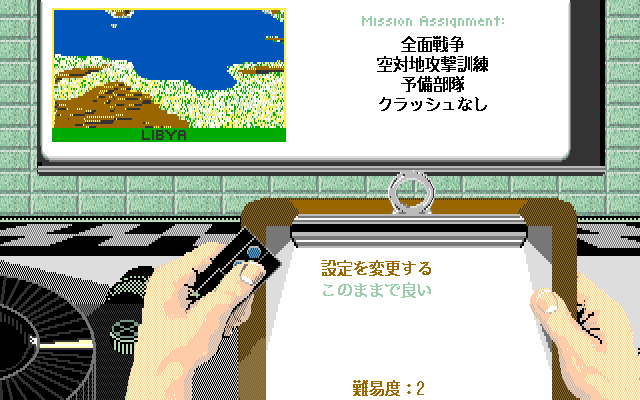 Mission Assignment:
全面戦争
空対地攻撃訓練
予備部隊
クラッシュなし
LIBYA
設定を変更する
このままで良い
難易度：2